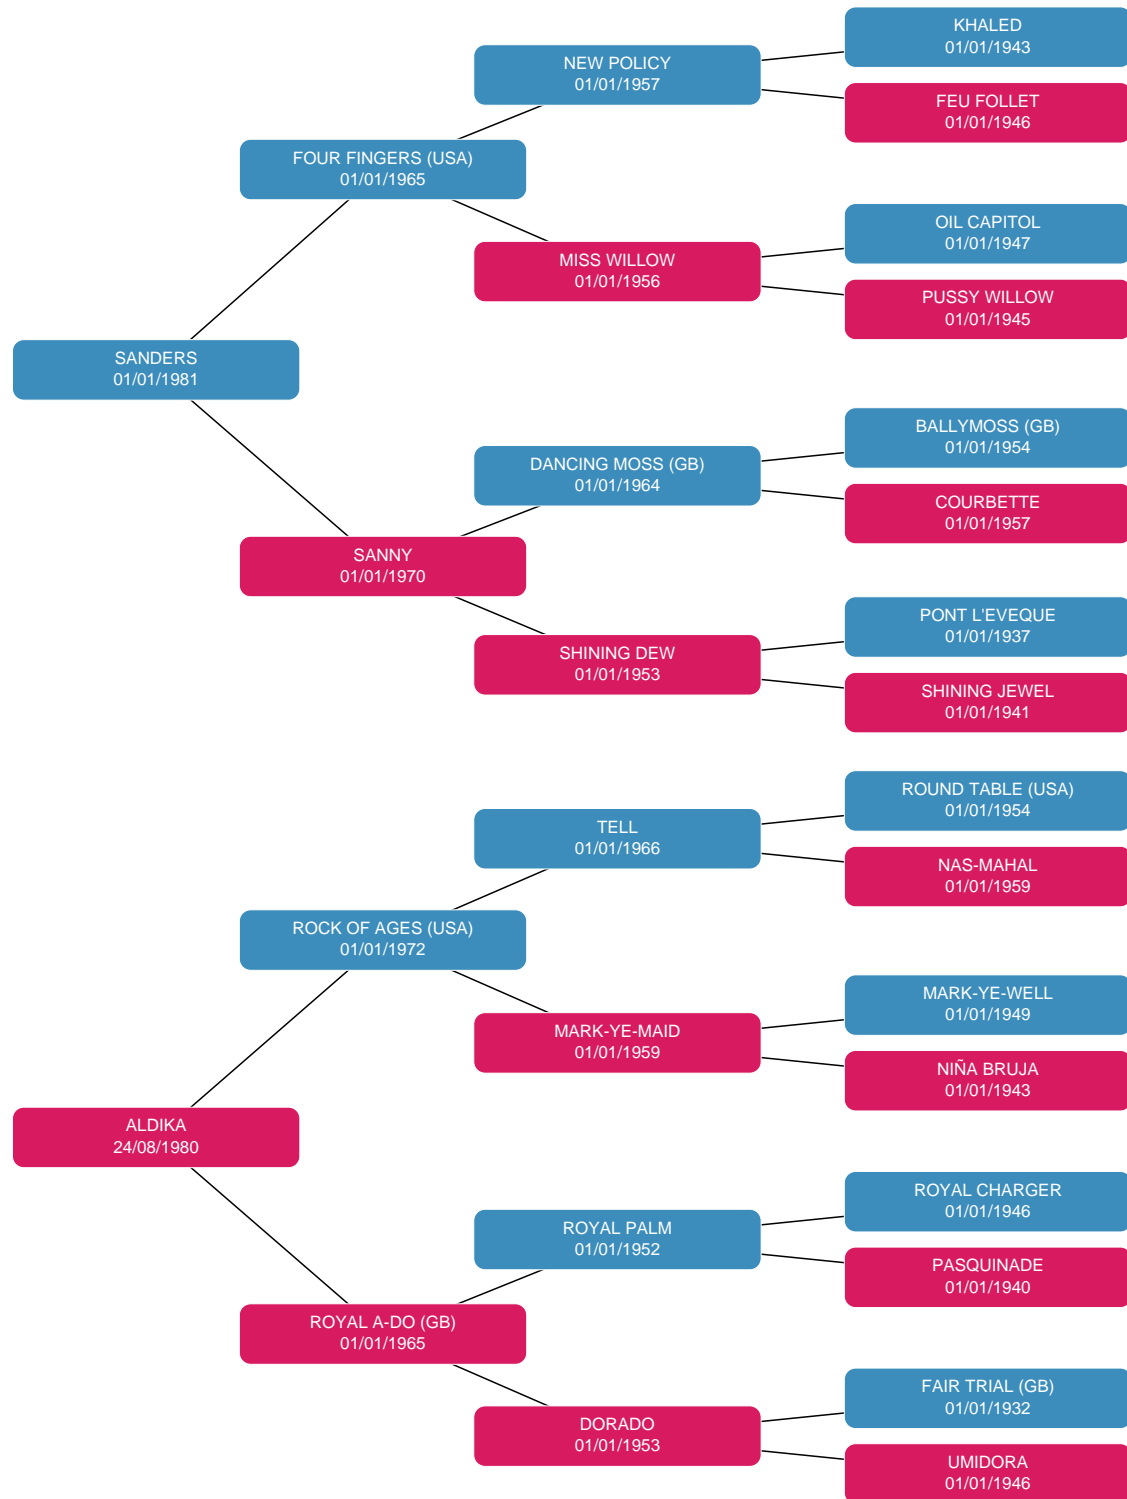 KHALED
01/01/1943
NEW POLICY
01/01/1957
FEU FOLLET
01/01/1946
FOUR FINGERS (USA)
01/01/1965
OIL CAPITOL
01/01/1947
MISS WILLOW
01/01/1956
PUSSY WILLOW
01/01/1945
SANDERS
01/01/1981
BALLYMOSS (GB)
01/01/1954
DANCING MOSS (GB)
01/01/1964
COURBETTE
01/01/1957
SANNY
01/01/1970
PONT L'EVEQUE
01/01/1937
SHINING DEW
01/01/1953
SHINING JEWEL
01/01/1941
ROUND TABLE (USA)
01/01/1954
TELL
01/01/1966
NAS-MAHAL
01/01/1959
ROCK OF AGES (USA)
01/01/1972
MARK-YE-WELL
01/01/1949
MARK-YE-MAID
01/01/1959
NIÑA BRUJA
01/01/1943
ALDIKA
24/08/1980
ROYAL CHARGER
01/01/1946
ROYAL PALM
01/01/1952
PASQUINADE
01/01/1940
ROYAL A-DO (GB)
01/01/1965
FAIR TRIAL (GB)
01/01/1932
DORADO
01/01/1953
UMIDORA
01/01/1946